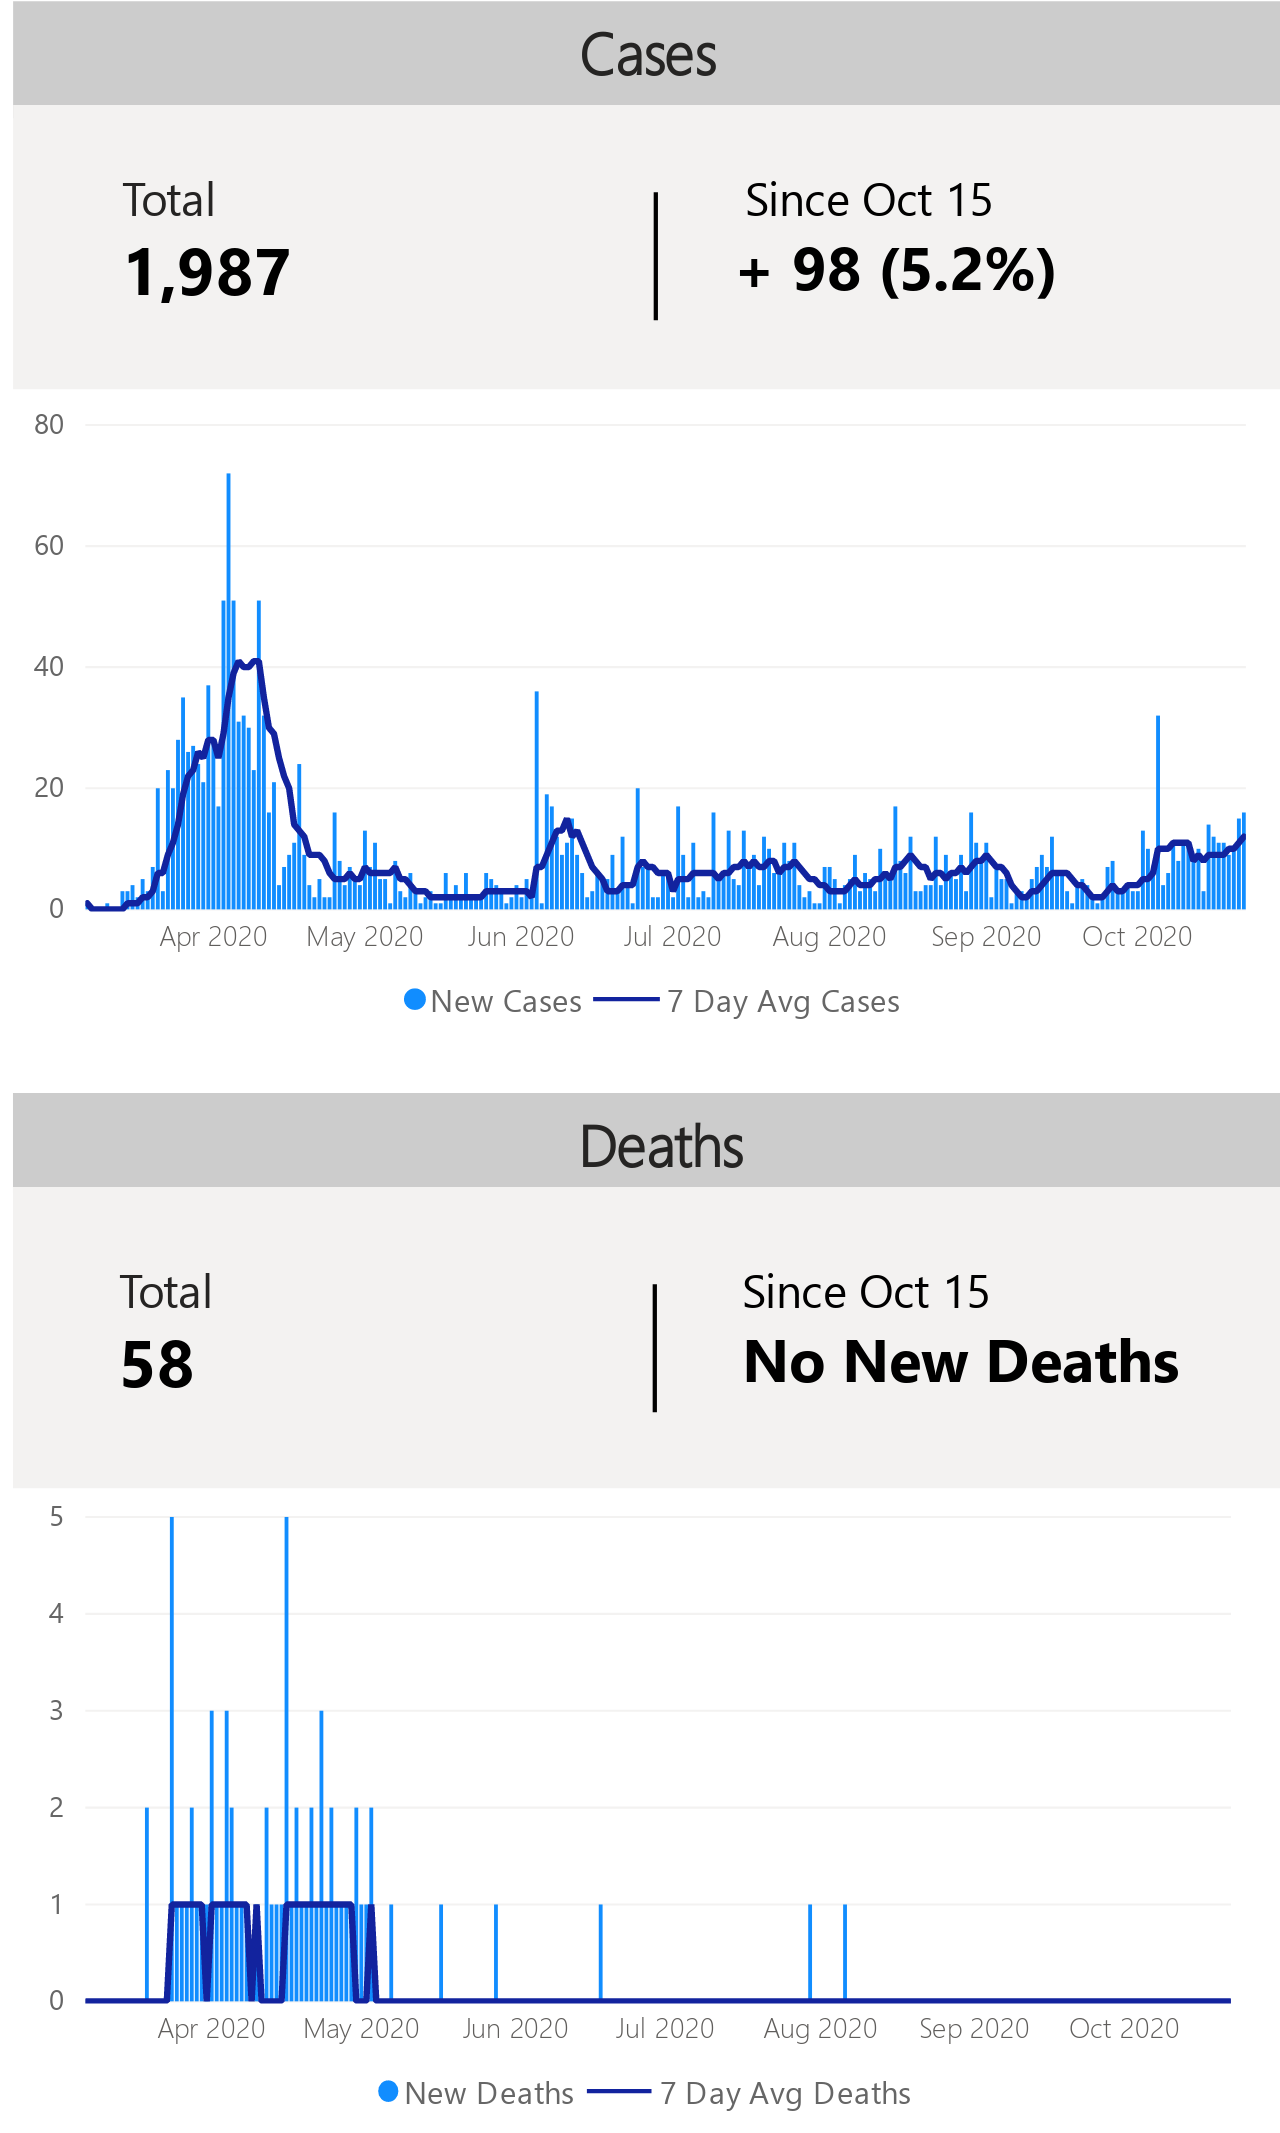 Cases
Total
Since Oct 15
1,987
+ 98 (5.2%)
80
60
40
20
0
Apr 2020 May 2020 Jun 2020 Jul 2020 Aug 2020 Sep 2020 Oct 2020
New Cases 7 Day Avg Cases
Deaths
Total
Since Oct 15
58
No New Deaths
5
4
3
2
1
0
Apr 2020 May 2020 Jun 2020 Jul 2020 Aug 2020 Sep 2020 Oct 2020
New Deaths 7 Day Avg Deaths